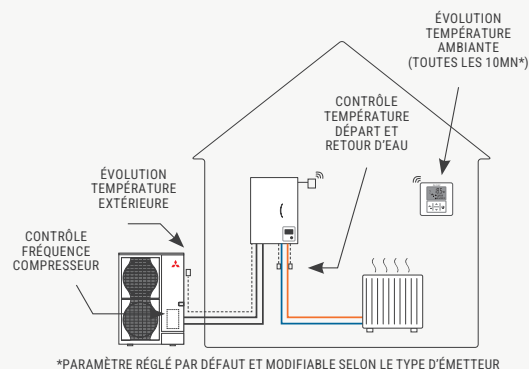 ÉVOLUTION
TEMPÉRATURE
AMBIANTE
(TOUTES LES 10MN*)
CONTRÔLE
TEMPÉRATURE
DÉPART ET
RETOUR D'EAU
ÉVOLUTION
TEMPÉRATURE
EXTÉRIEURE
CONTRÔLE
FRÉQUENCE
COMPRESSEUR
*PARAMÈTRE RÉGLÉ PAR DÉFAUT ET MODIFIABLE SELON LE TYPE D'ÉMETTEUR